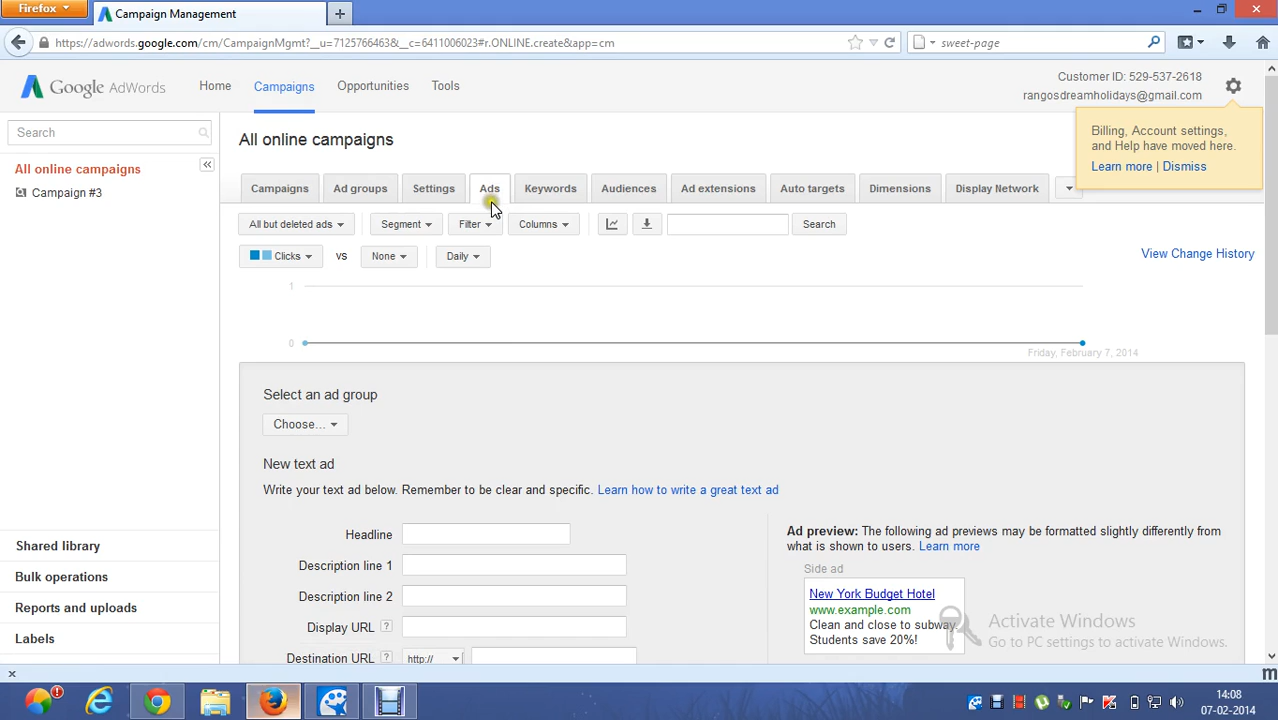 Firefox
Campaign Management
https://adwords.google.com/cm/CampaignMgmt?__u=7125766463&__c=6411006023#r.ONLINE.create&app=cm
sweet-page
Google AdWords
Home
Campaigns
Opportunities
Tools
Customer ID: 529-537-2618
rangosdreamholidays@gmail.com
Billing, Account settings,
and Help have moved here.
Learn more | Dismiss
Search
All online campaigns
Campaign #3
All online campaigns
Campaigns
Ad groups
Settings
Ads
Keywords
Audiences
Ad extensions
Auto targets
Dimensions
Display Network
All but deleted ads
Segment
Filter
Columns
Search
Clicks
vs
None
Daily
View Change History
1
0
Friday, February 7, 2014
Select an ad group
Choose...
New text ad
Write your text ad below. Remember to be clear and specific. Learn how to write a great text ad
Headline
Description line 1
Description line 2
Display URL ?
Destination URL ? http://
Ad preview: The following ad previews may be formatted slightly differently from
what is shown to users. Learn more
Side ad
New York Budget Hotel
www.example.com
Clean and close to subway.
Students save 20%!
Shared library
Bulk operations
Reports and uploads
Labels
Activate Windows
Go to PC settings to activate Windows.
14:08
07-02-2014